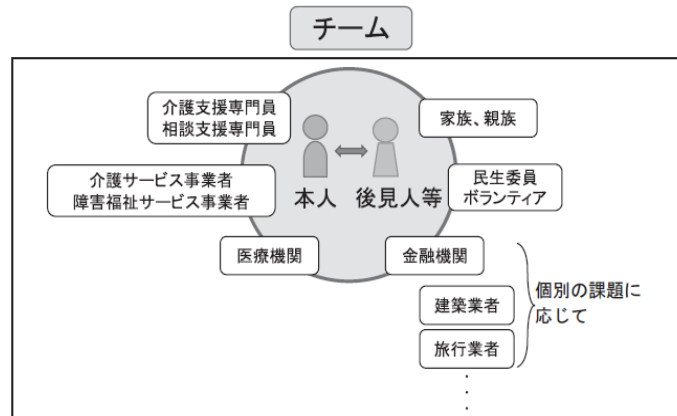 チーム
介護支援専門員
相談支援専門員
家族、親族
介護サービス事業者
障害福祉サービス事業者
本人
後見人等
民生委員
ボランティア
医療機関
金融機関
建築業者
旅行業者
個別の課題に
応じて